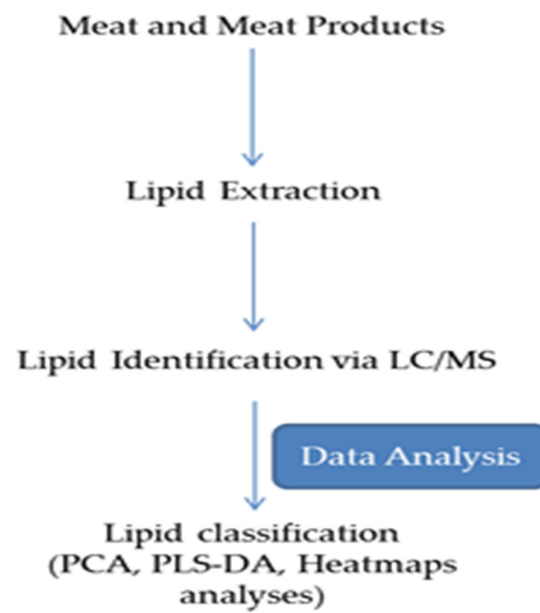 Meat and Meat Products
Lipid Extraction
Lipid Identification via LC/MS
Data Analysis
Lipid classification
(PCA, PLS-DA, Heatmaps
analyses)